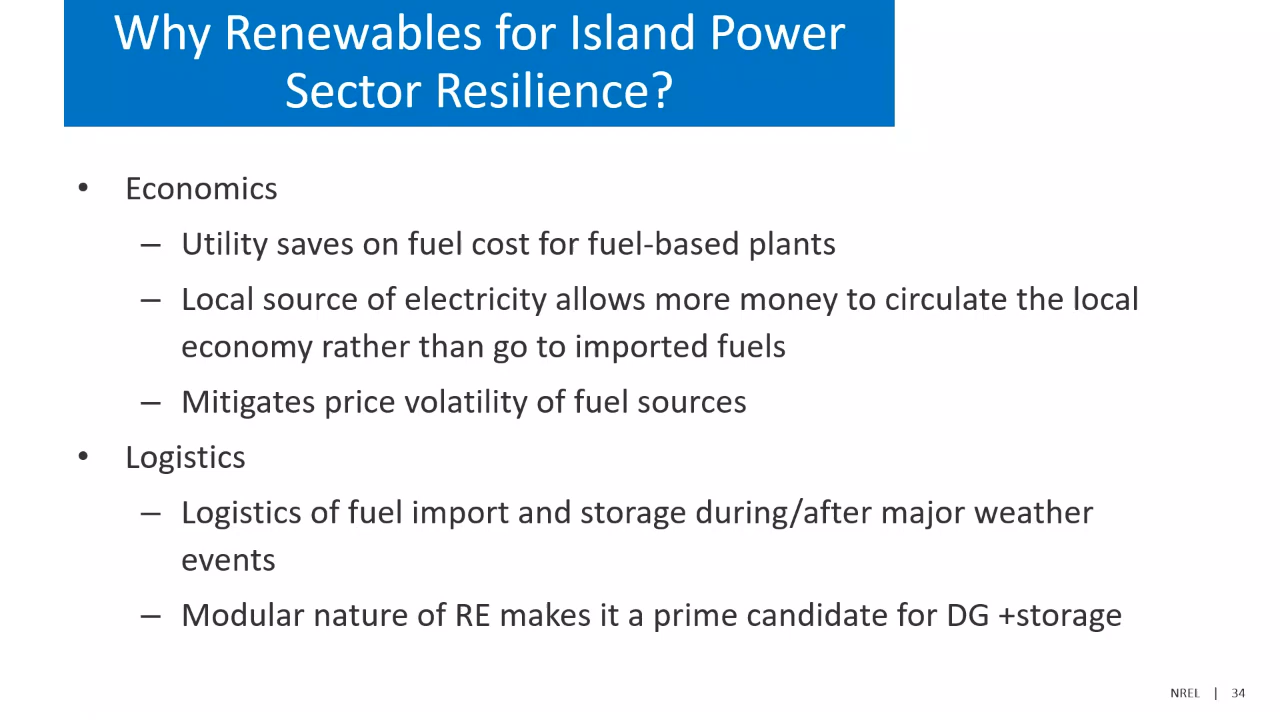 Why Renewables for Island Power
Sector Resilience?
• Economics
– Utility saves on fuel cost for fuel-based plants
– Local source of electricity allows more money to circulate the local
economy rather than go to imported fuels
– Mitigates price volatility of fuel sources
• Logistics
– Logistics of fuel import and storage during/after major weather
events
– Modular nature of RE makes it a prime candidate for DG +storage
NREL | 34